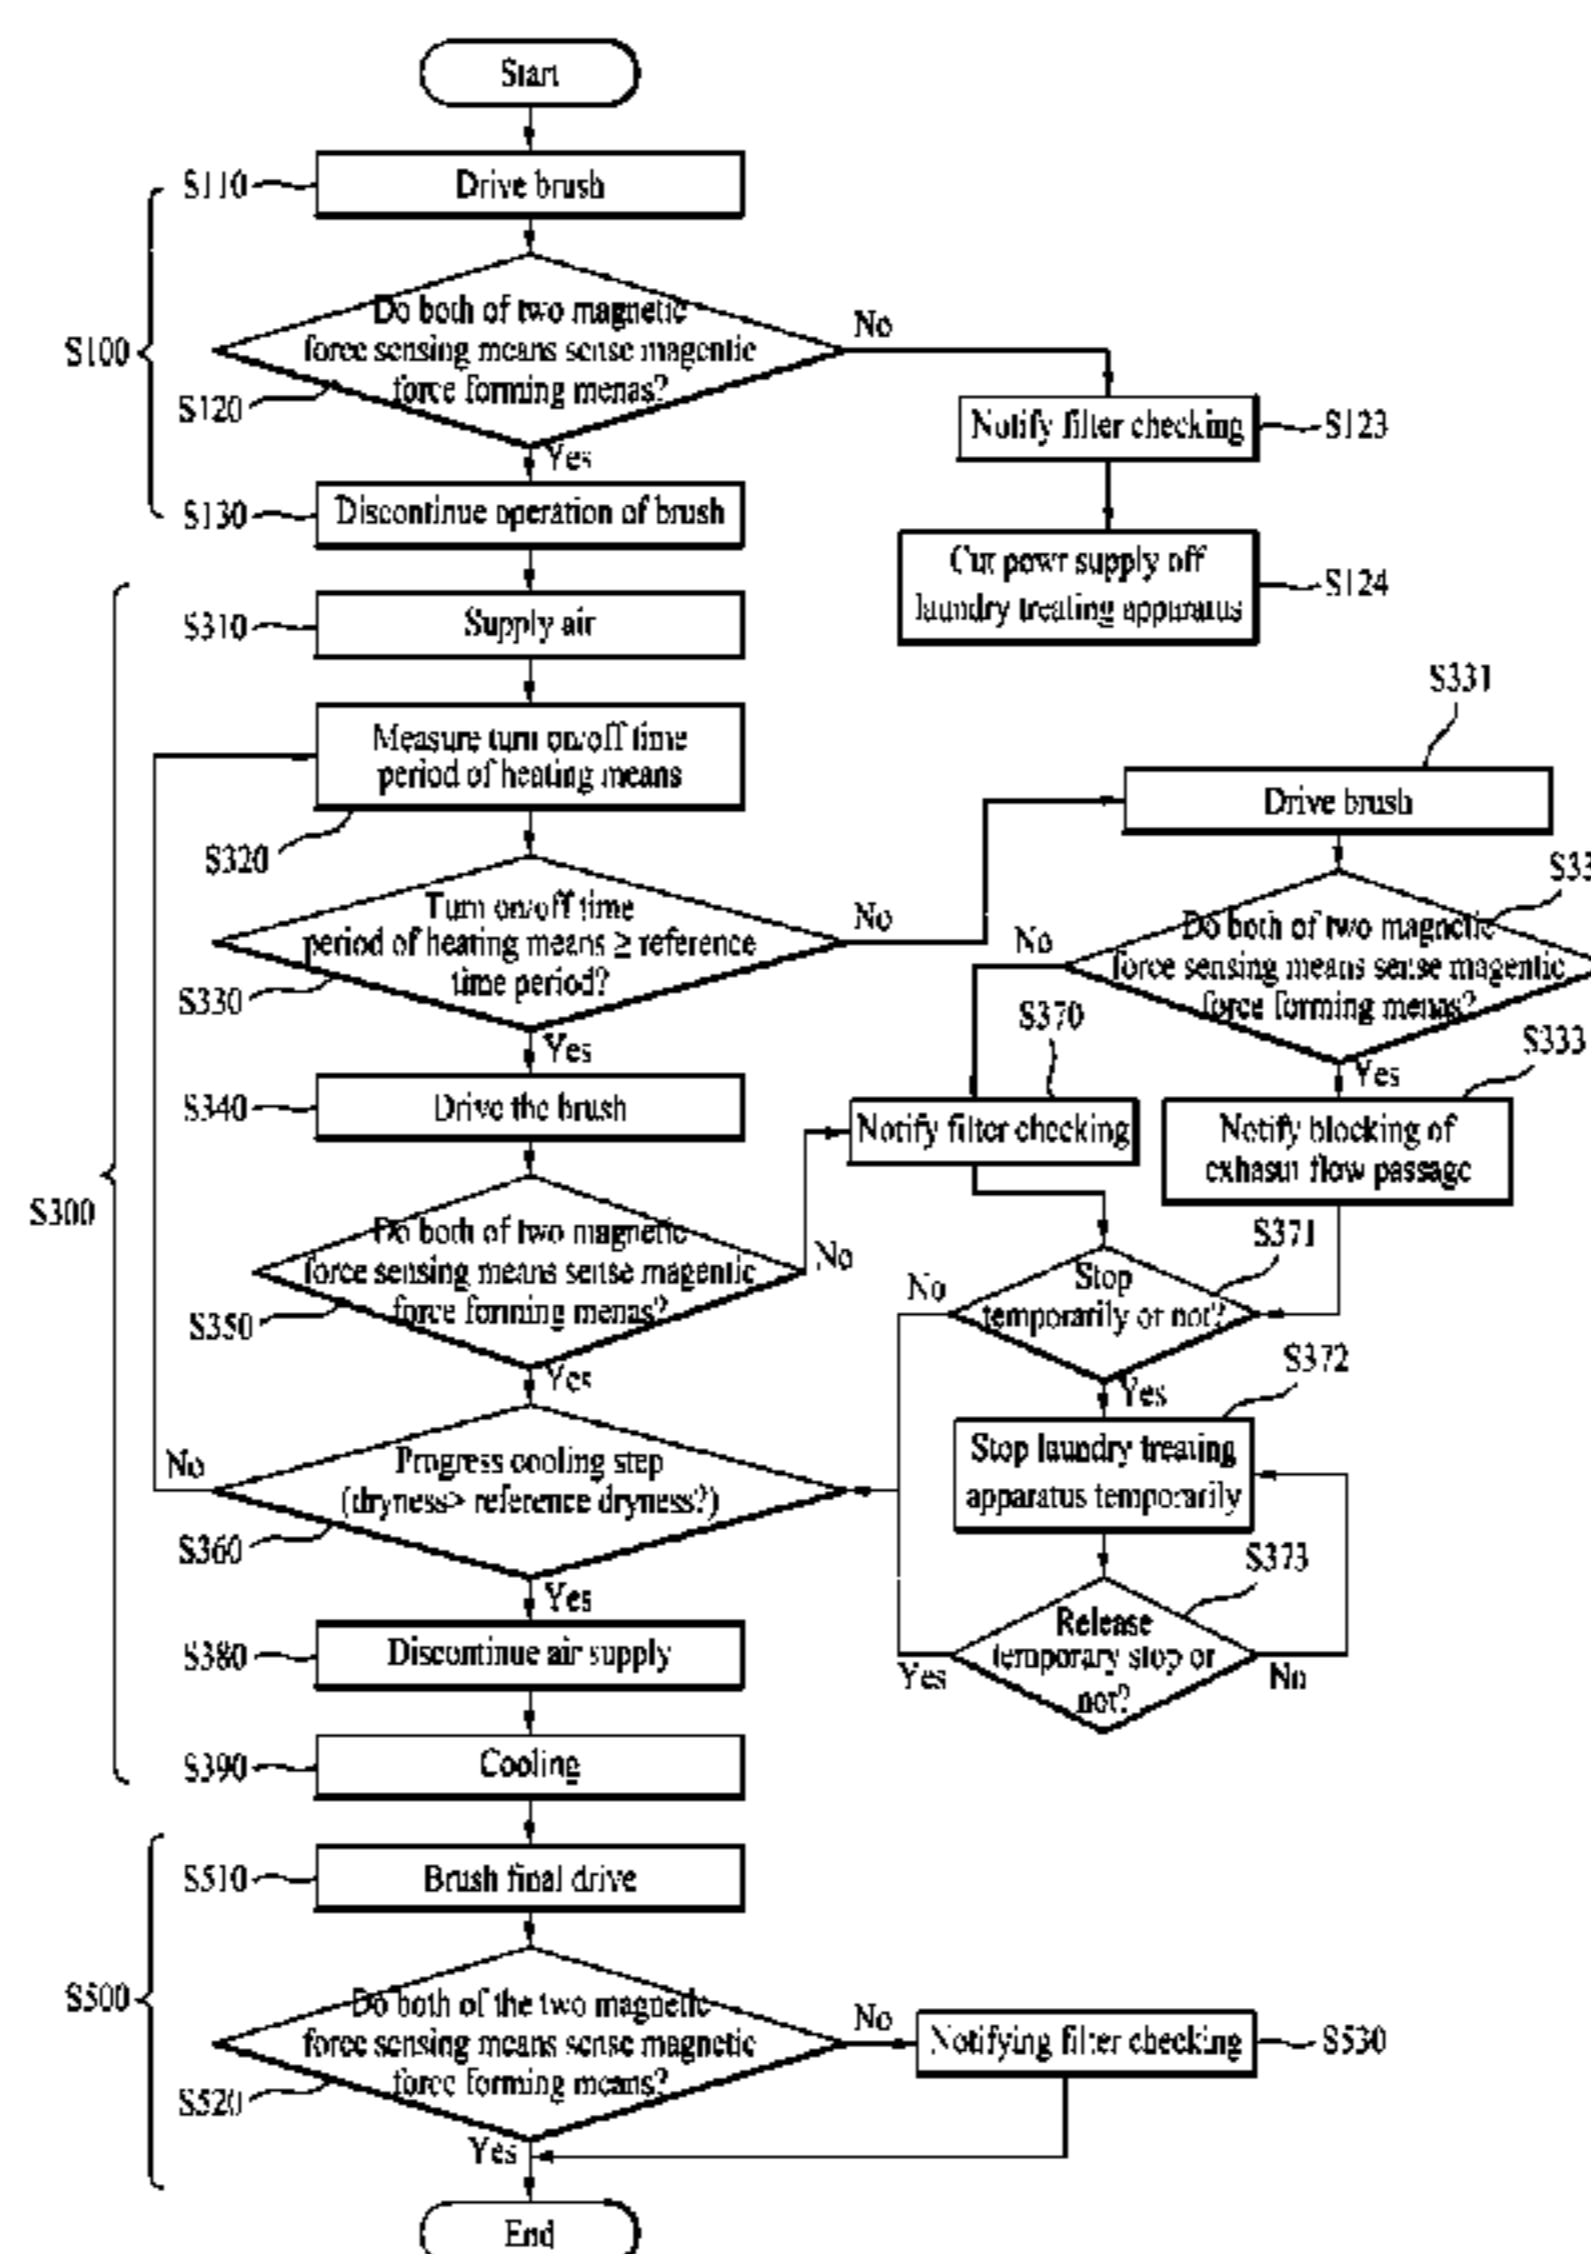 Start
S110
Drive brush
S100
Do both of two magnetic
force sensing means sense magentic
force forming menas?
S120
No
Yes
Notify filter checking
S123
S130
Discontinue operation of brush
Cut powr supply off
laundry treating apparatus
S124
S310
Supply air
S331
Measure turn on/off time
period of heating means
S320
Drive brush
Turn on/off time
period of heating means ≥ reference
time period?
S330
No
Yes
S33
Do both of two magnetic
force sensing means sense magentic
force forming menas?
No
Yes
S370
S333
S340
Drive the brush
Notify filter checking
Notify blocking of
exhasut flow passage
S300
Do both of two magnetic
force sensing means sense magentic
force forming menas?
S350
No
Yes
S371
Stop
temporarily or not?
No
Yes
S372
Stop laundry treating
apparatus temporarily
Progress cooling step
(dryness> reference dryness?)
No
S360
Yes
S373
Release
temporary stop or
not?
Yes
No
S380
Discontinue air supply
S390
Cooling
S510
Brush final drive
S500
Do both of the two magnetic
force sensing means sense magnetic
force forming means?
S520
No
Notifying filter checking
S530
Yes
End